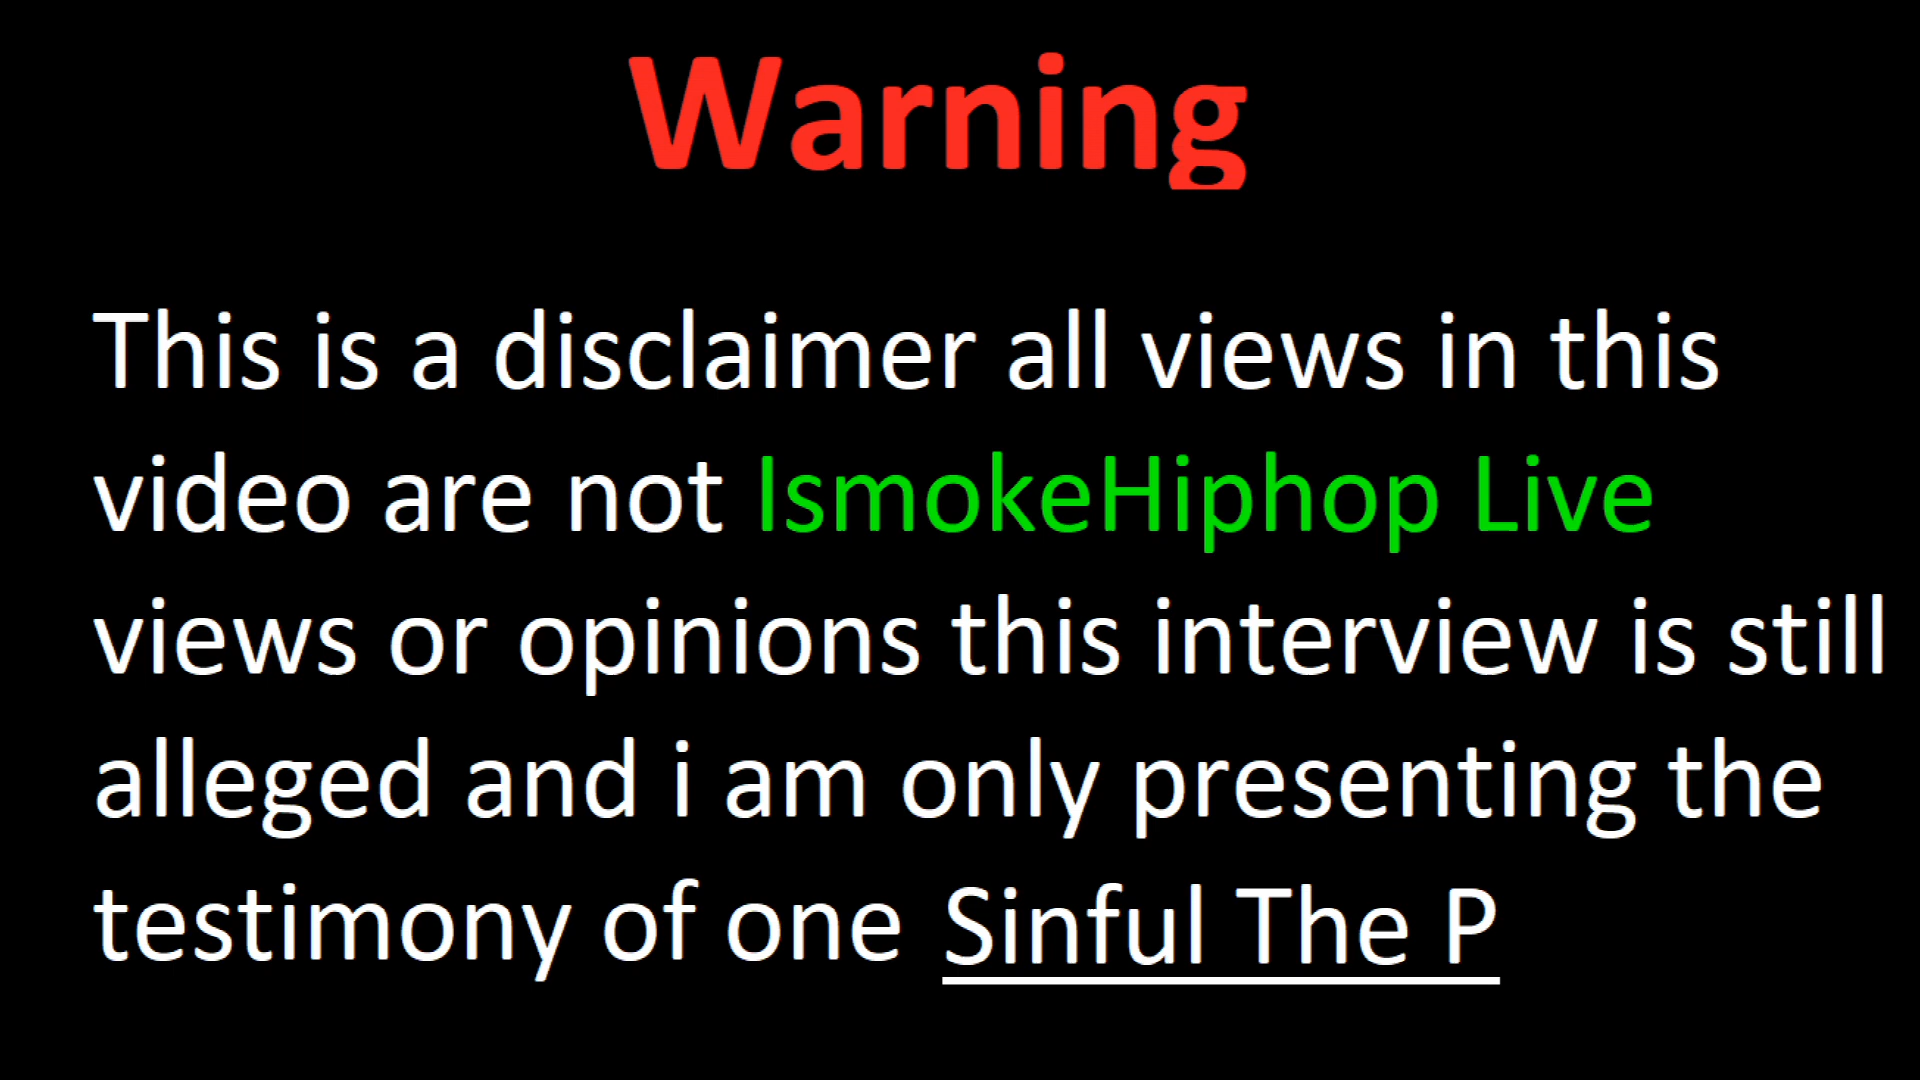 Warning
This is a disclaimer all views in this
video are not IsmokeHiphop Live
views or opinions this interview is still
alleged and i am only presenting the
testimony of one Sinful The P